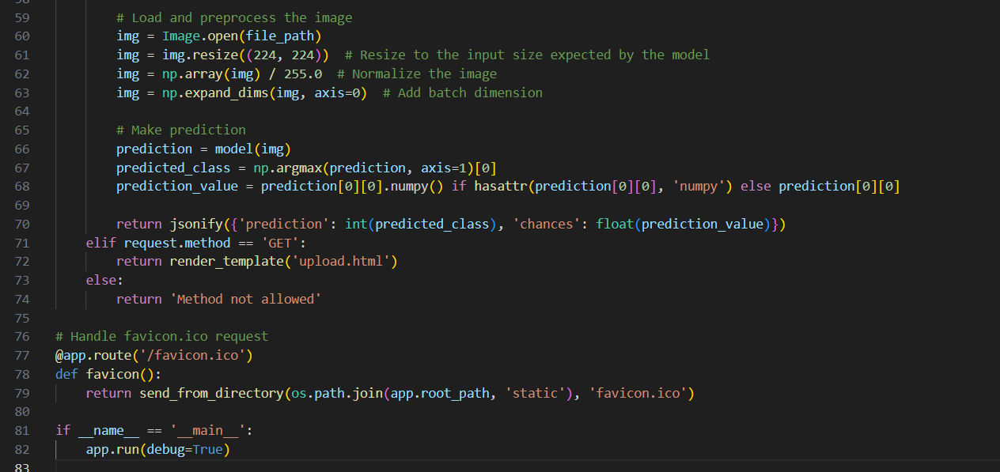 59 # Load and preprocess the image
60 img = Image.open(file_path)
61 img = img.resize((224, 224))  # Resize to the input size expected by the model
62 img = np.array(img) / 255.0  # Normalize the image
63 img = np.expand_dims(img, axis=0)  # Add batch dimension
64
65 # Make prediction
66 prediction = model(img)
67 predicted_class = np.argmax(prediction, axis=1)[0]
68 prediction_value = prediction[0][0].numpy() if hasattr(prediction[0][0], 'numpy') else prediction[0][0]
69
70 return jsonify({'prediction': int(predicted_class), 'chances': float(prediction_value)})
71 elif request.method == 'GET':
72 return render_template('upload.html')
73 else:
74 return 'Method not allowed'
75
76 # Handle favicon.ico request
77 @app.route('/favicon.ico')
78 def favicon():
79 return send_from_directory(os.path.join(app.root_path, 'static'), 'favicon.ico')
80
81 if __name__ == '__main__':
82 app.run(debug=True)
83